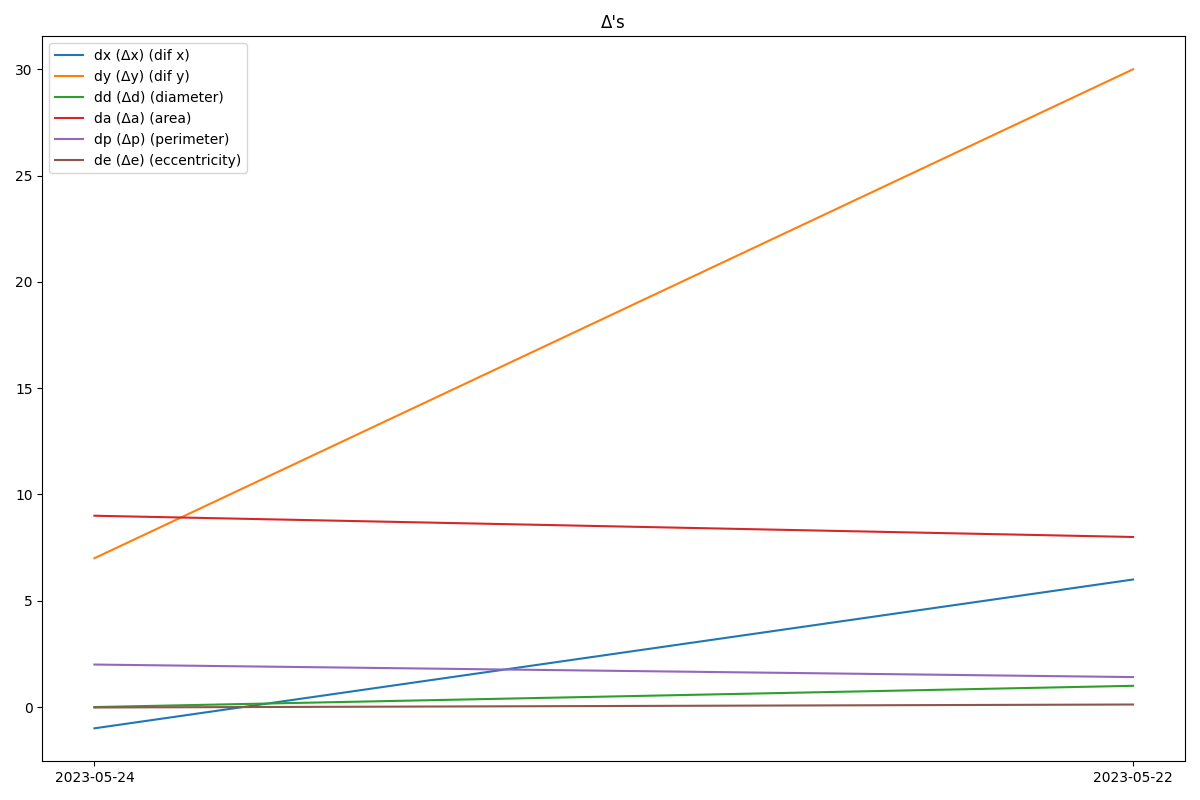 Δ's
dx (Δx) (dif x)
dy (Δy) (dif y)
dd (Δd) (diameter)
da (Δa) (area)
dp (Δp) (perimeter)
de (Δe) (eccentricity)
30
25
20
15
10
5
0
2023-05-24 2023-05-22